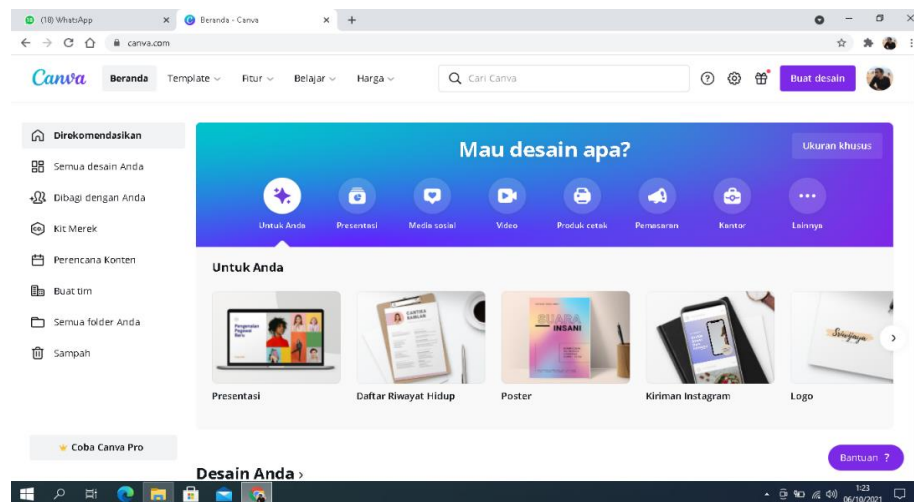 (18) WhatsApp
Beranda - Canva
canva.com
Canva
Beranda
Template
Fitur
Belajar
Harga
Cari Canva
Buat desain
Direkomendasikan
Semua desain Anda
Dibagi dengan Anda
Kit Merek
Perencana Konten
Buat tim
Semua folder Anda
Sampah
Coba Canva Pro
Mau desain apa?
Ukuran khusus
Untuk Anda
Presentasi
Media sosial
Video
Produk cetak
Pemasaran
Kantor
Lainnya
Untuk Anda
Pengenalan
Pegawai
Baru
SUARA
INSANI
Presentasi
Daftar Riwayat Hidup
Poster
Kiriman Instagram
Logo
Desain Anda ›
Bantuan ?
1:23
06/10/2021